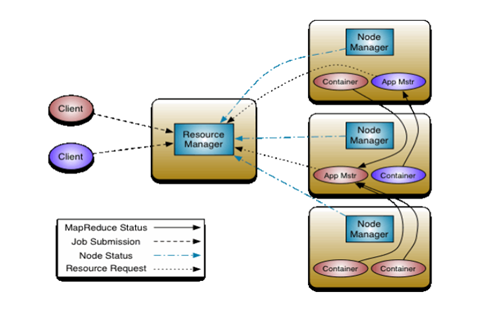 Node
Manager
Container
App Mstr
Client
Resource
Manager
Node
Manager
Client
App Mstr
Container
Node
Manager
MapReduce Status
Job Submission
Node Status
Resource Request
Container
Container